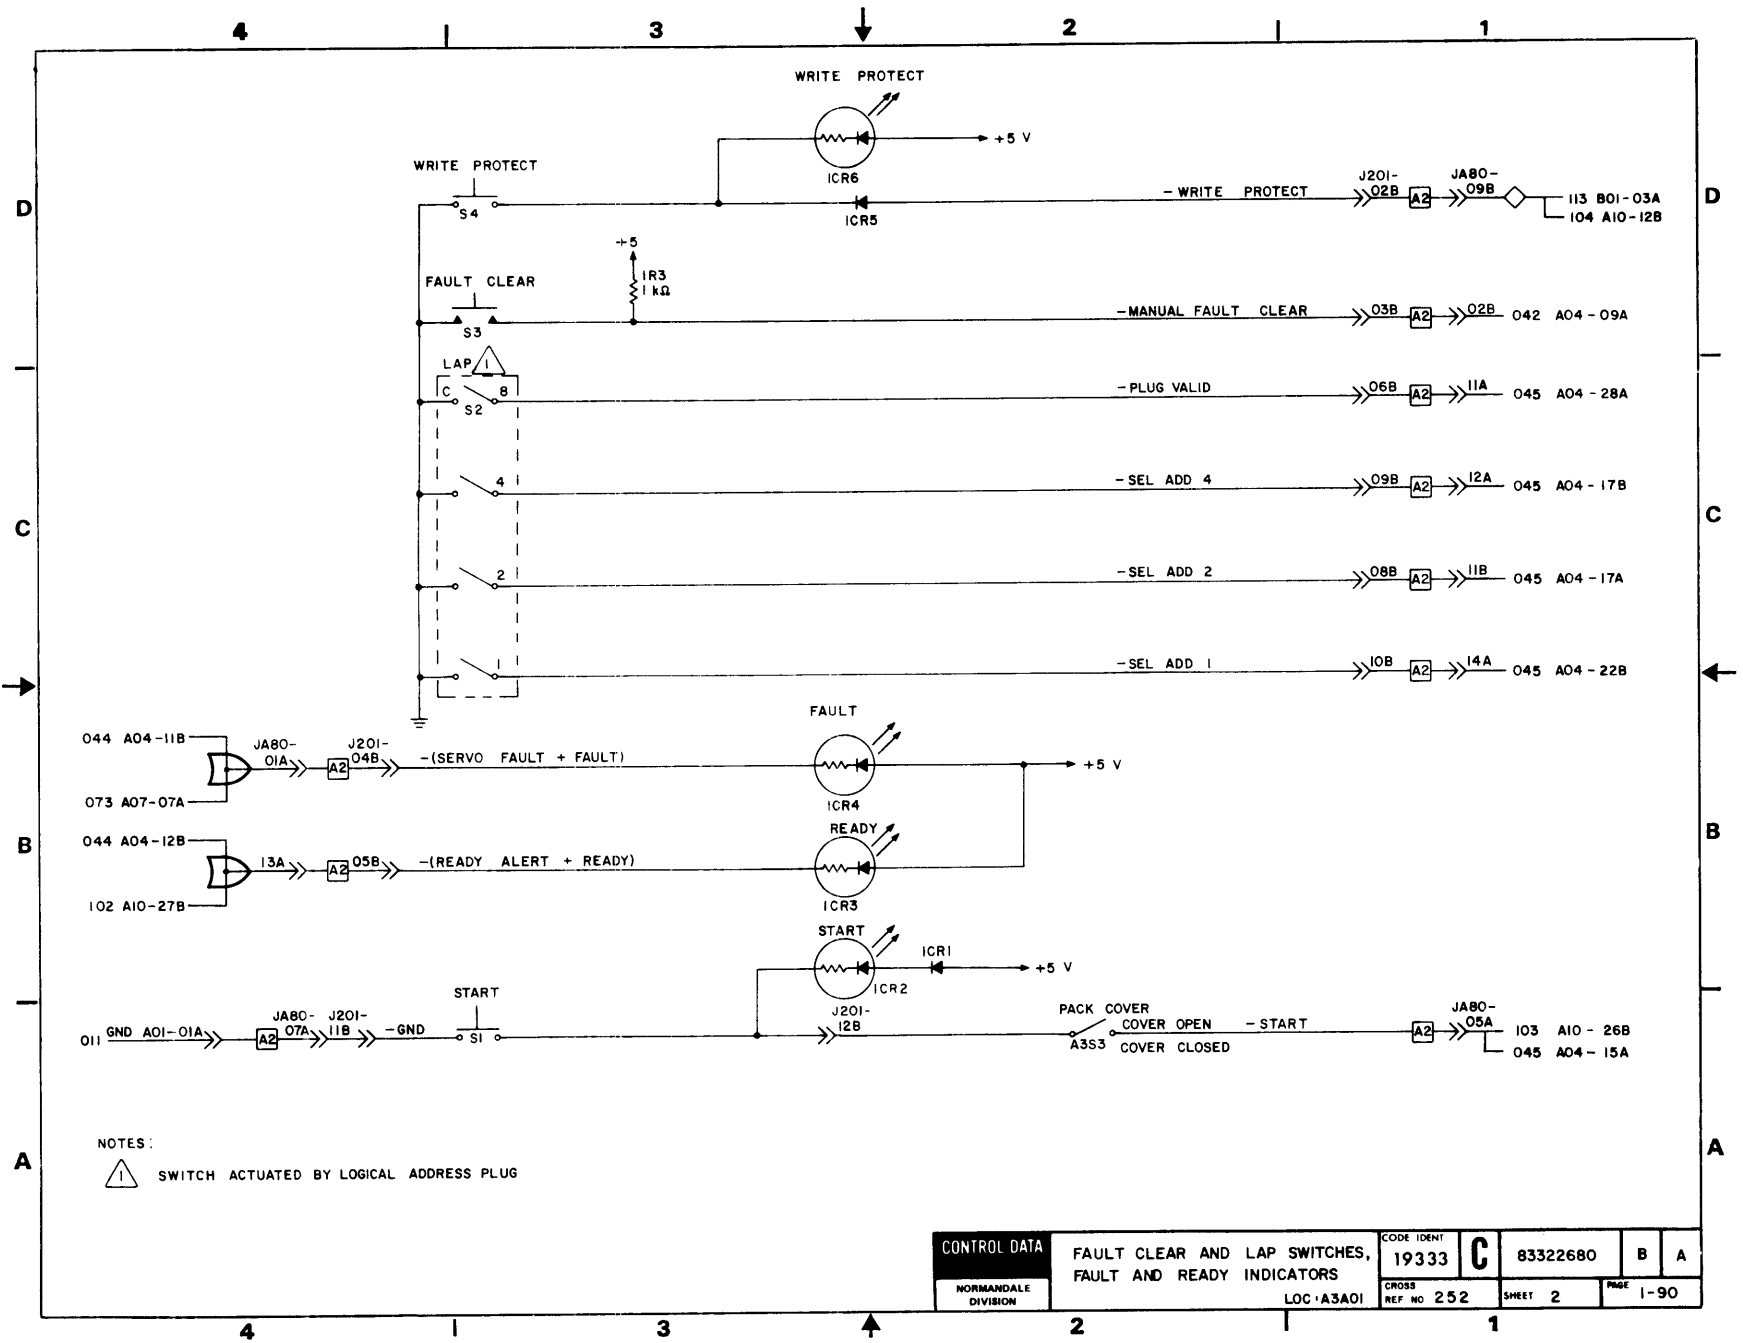 4 3 2 1
WRITE PROTECT
+5 V
1CR6
WRITE PROTECT
S4
1CR5
-WRITE PROTECT
J201-
02B
A2
JA80-
09B
113 B01-03A
104 A10-12B
D D
+5
1R3
1 kΩ
FAULT CLEAR
S3
-MANUAL FAULT CLEAR
03B A2 02B 042 A04-09A
LAP 1
C 8
S2
-PLUG VALID
06B A2 11A 045 A04-28A
4
-SEL ADD 4
09B A2 12A 045 A04-17B
C C
2
-SEL ADD 2
08B A2 11B 045 A04-17A
1
-SEL ADD 1
10B A2 14A 045 A04-22B
FAULT
044 A04-11B
JA80-
01A
A2
J201-
04B
-(SERVO FAULT + FAULT)
+5 V
073 A07-07A
1CR4
READY
B B
044 A04-12B
13A A2 05B -(READY ALERT + READY)
102 A10-27B
1CR3
START
1CR1
+5 V
1CR2
START
011 GND A01-01A
A2
JA80-
07A
J201-
11B
-GND
S1
J201-
12B
PACK COVER
COVER OPEN
A3S3 COVER CLOSED
-START
A2
JA80-
05A
103 A10-26B
045 A04-15A
NOTES:
A A
1 SWITCH ACTUATED BY LOGICAL ADDRESS PLUG
CONTROL DATA
NORMANDALE
DIVISION
FAULT CLEAR AND LAP SWITCHES,
FAULT AND READY INDICATORS
LOC: A3A01
CODE IDENT
19333
C
83322680
B
A
CROSS
REF NO 252
SHEET 2
PAGE 1-90
4 3 2 1